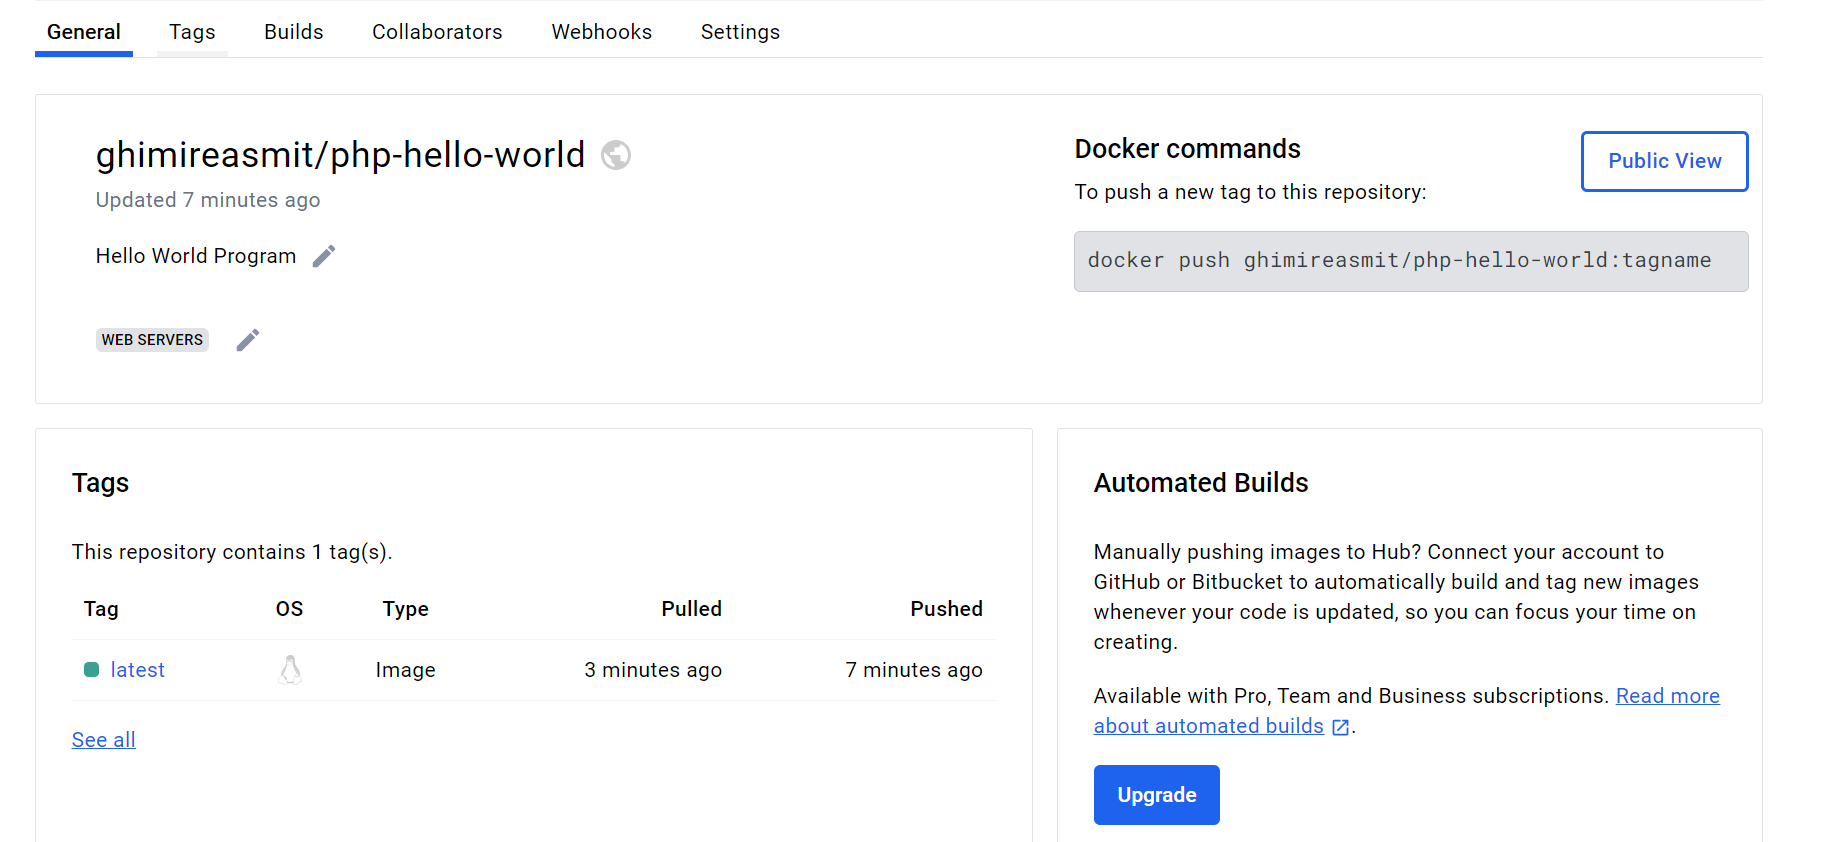 General Tags Builds Collaborators Webhooks Settings
ghimireasmit/php-hello-world
Updated 7 minutes ago
Hello World Program
WEB SERVERS
Docker commands
Public View
To push a new tag to this repository:
docker push ghimireasmit/php-hello-world:tagname
Tags
This repository contains 1 tag(s).
Tag OS Type Pulled Pushed
latest Image 3 minutes ago 7 minutes ago
See all
Automated Builds
Manually pushing images to Hub? Connect your account to
GitHub or Bitbucket to automatically build and tag new images
whenever your code is updated, so you can focus your time on
creating.
Available with Pro, Team and Business subscriptions. Read more
about automated builds .
Upgrade